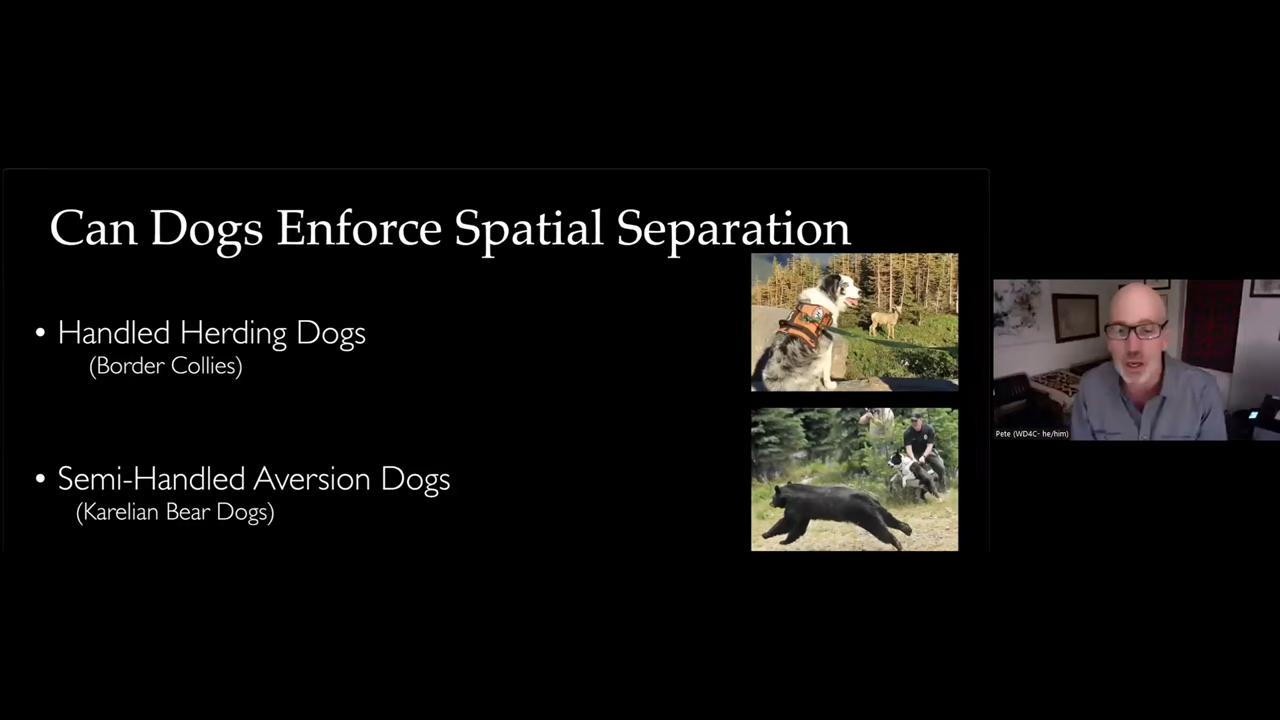 Can Dogs Enforce Spatial Separation
• Handled Herding Dogs
(Border Collies)
• Semi-Handled Aversion Dogs
(Karelian Bear Dogs)
Pete (WD4C- he/him)